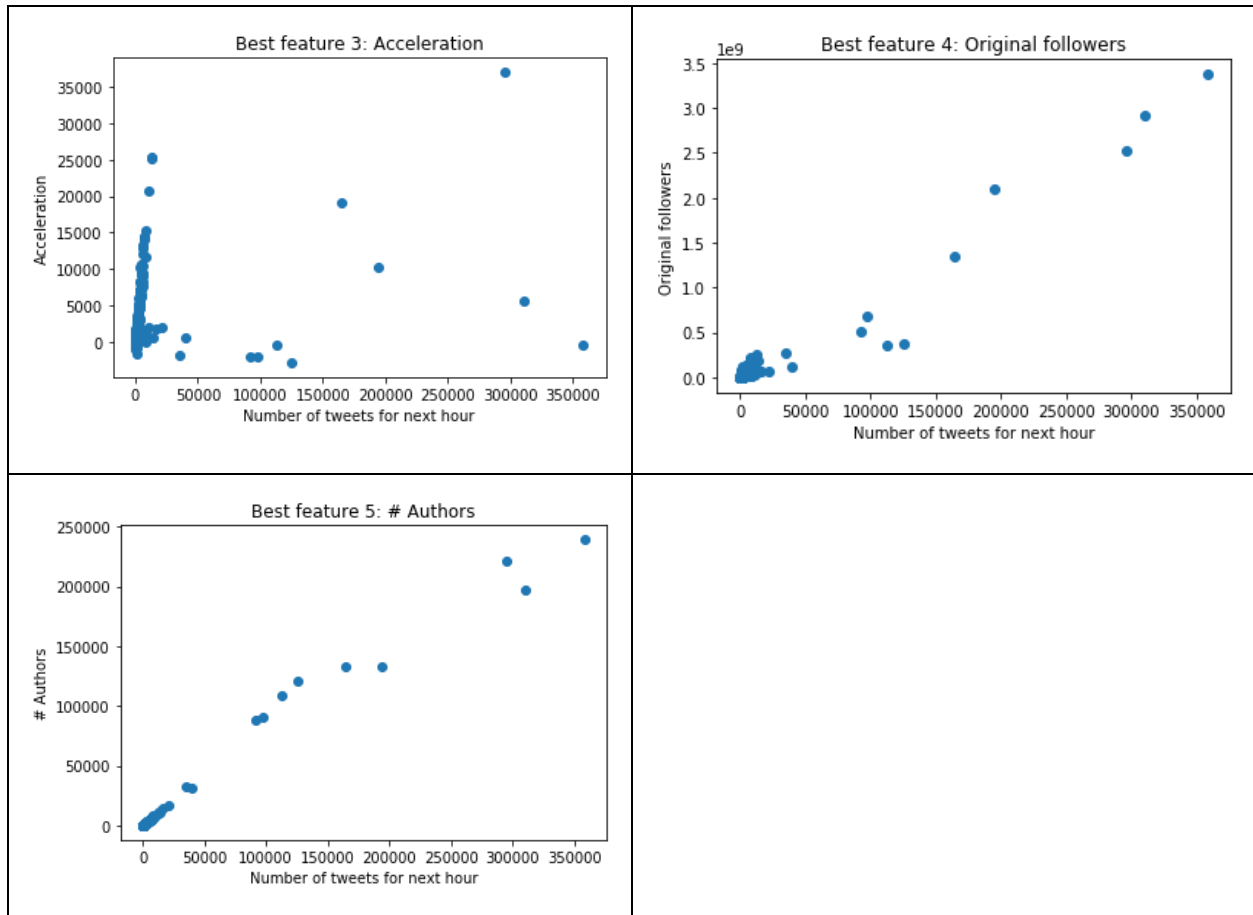 Best feature 3: Acceleration
35000
30000
25000
20000
15000
10000
5000
0
Acceleration
0 50000 100000 150000 200000 250000 300000 350000
Number of tweets for next hour
Best feature 4: Original followers
1e9
3.5
3.0
2.5
2.0
1.5
1.0
0.5
0.0
Original followers
0 50000 100000 150000 200000 250000 300000 350000
Number of tweets for next hour
Best feature 5: # Authors
250000
200000
150000
100000
50000
0
# Authors
0 50000 100000 150000 200000 250000 300000 350000
Number of tweets for next hour